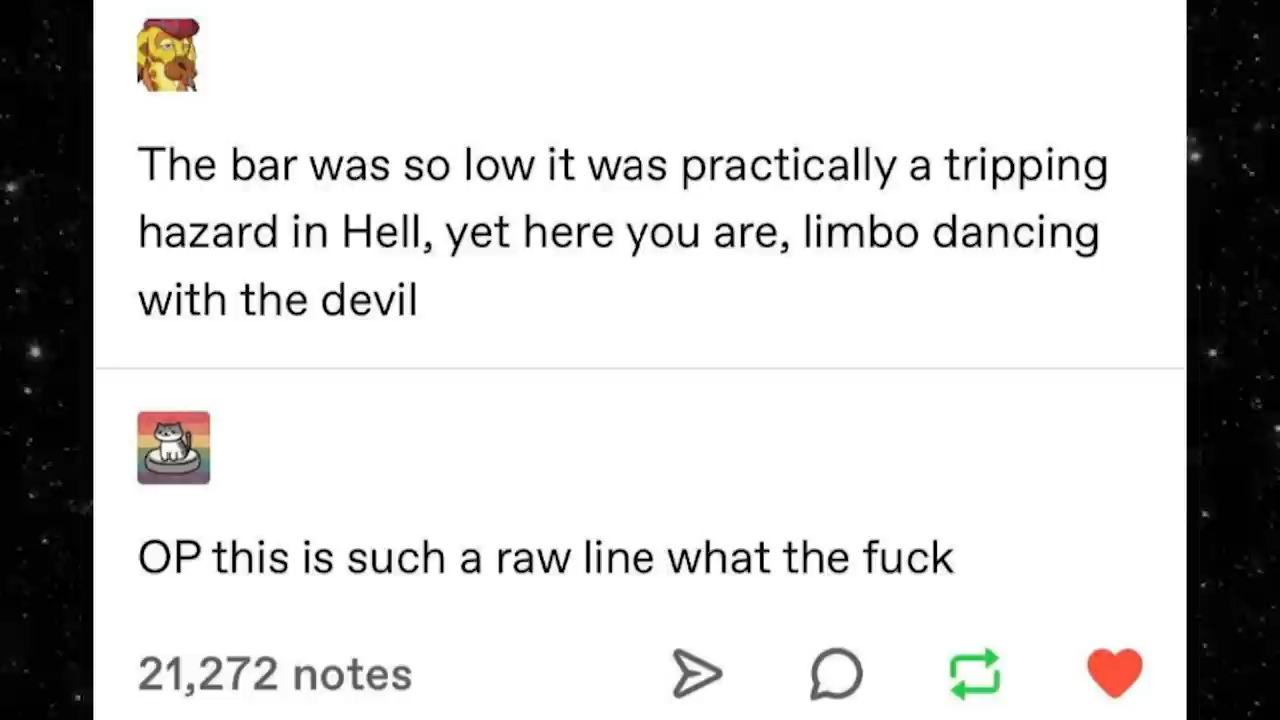 The bar was so low it was practically a tripping
hazard in Hell, yet here you are, limbo dancing
with the devil
OP this is such a raw line what the fuck
21,272 notes